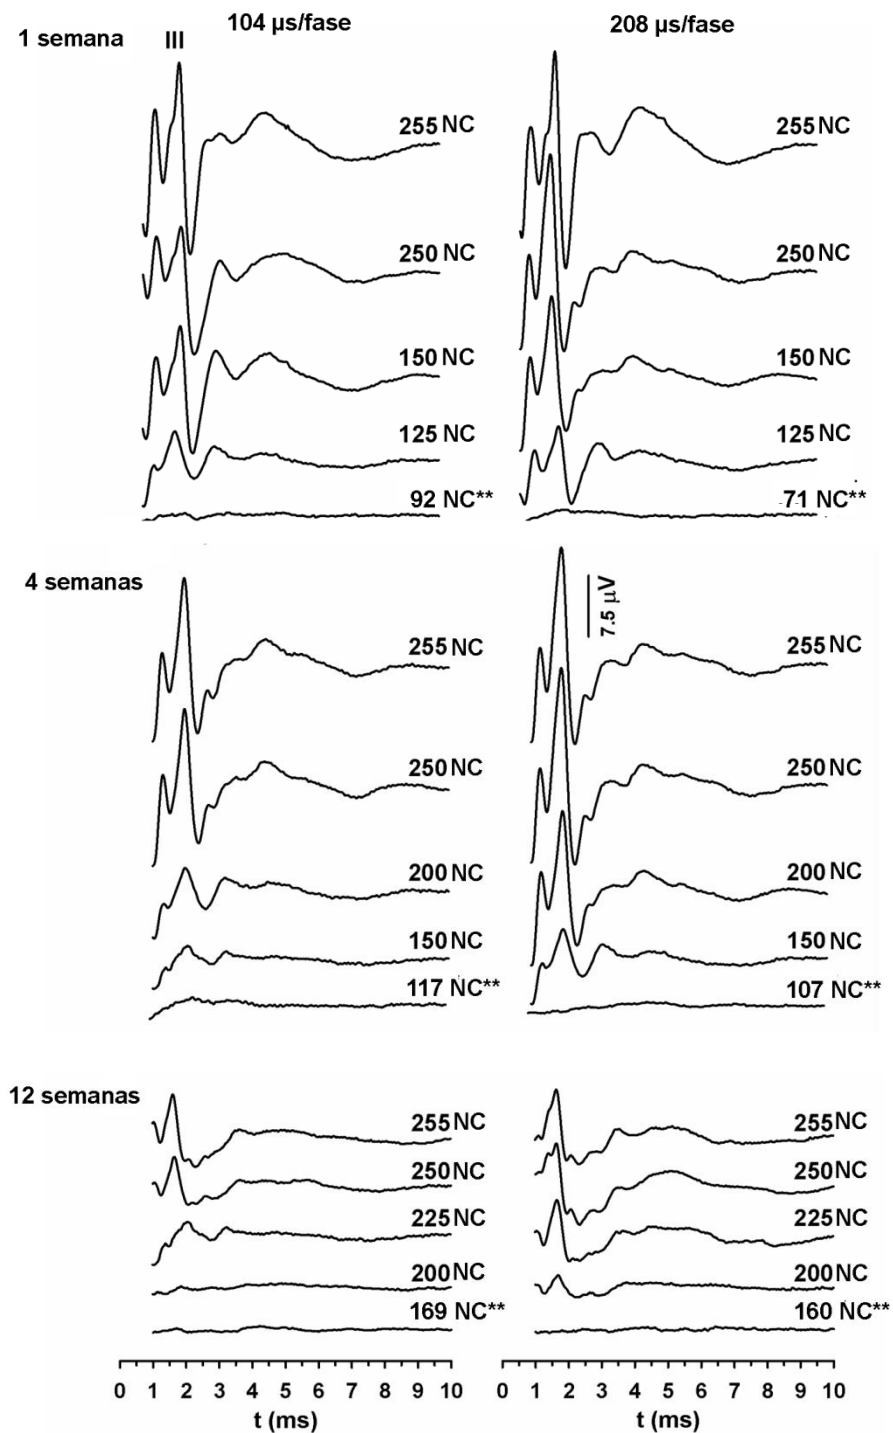 104 µs/fase 208 µs/fase
1 semana III
255 NC 255 NC
250 NC 250 NC
150 NC 150 NC
125 NC 125 NC
92 NC** 71 NC**
4 semanas
7.5 µV
255 NC 255 NC
250 NC 250 NC
200 NC 200 NC
150 NC 150 NC
117 NC** 107 NC**
12 semanas
255 NC 255 NC
250 NC 250 NC
225 NC 225 NC
200 NC 200 NC
169 NC** 160 NC**
0 1 2 3 4 5 6 7 8 9 10 0 1 2 3 4 5 6 7 8 9 10
t (ms) t (ms)